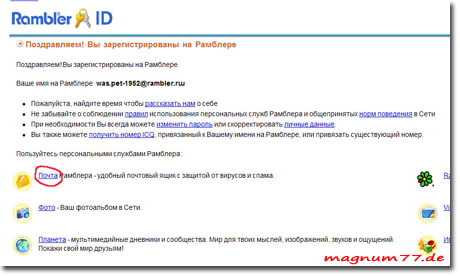 Rambler ID
Поздравляем! Вы зарегистрированы на Рамблере
Поздравляем! Вы зарегистрированы на Рамблере.
Ваше имя на Рамблере: was.pet-1952@rambler.ru
Пожалуйста, найдите время чтобы рассказать нам о себе
Не забывайте о соблюдении правил использования персональных служб Рамблера и общепринятых норм поведения в Сети
При необходимости Вы всегда можете изменить пароль или скорректировать личные данные.
Вы также можете получить номер ICQ, привязанный к Вашему имени на Рамблере, или привязать существующий номер.
Пользуйтесь персональными службами Рамблера:
Почта Рамблера - удобный почтовый ящик с защитой от вирусов и спама.
Фото - Ваш фотоальбом в Сети.
Планета - мультимедийные дневники и сообщества. Мир для твоих мыслей, изображений, звуков и ощущений.
Покажи свой мир друзьям!
magnum77.de